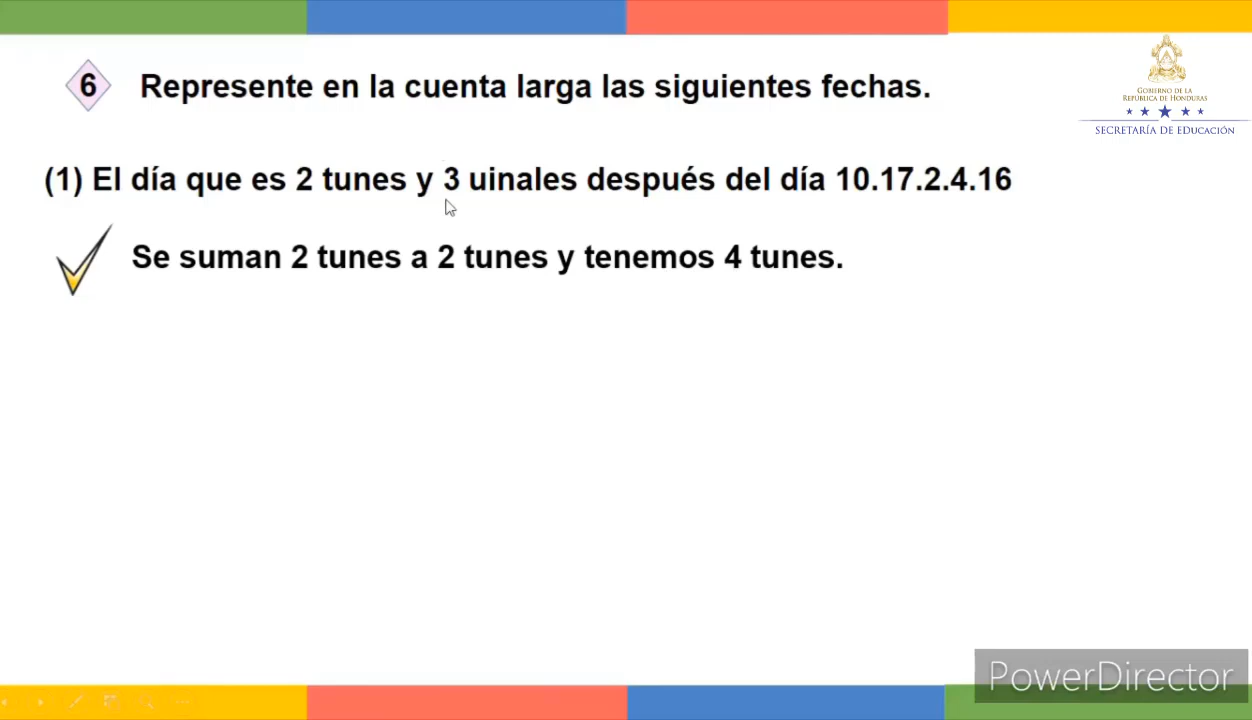 6 Represente en la cuenta larga las siguientes fechas.
GOBIERNO DE LA
REPÚBLICA DE HONDURAS
SECRETARÍA DE EDUCACIÓN
(1) El día que es 2 tunes y 3 uinales después del día 10.17.2.4.16
Se suman 2 tunes a 2 tunes y tenemos 4 tunes.
PowerDirector